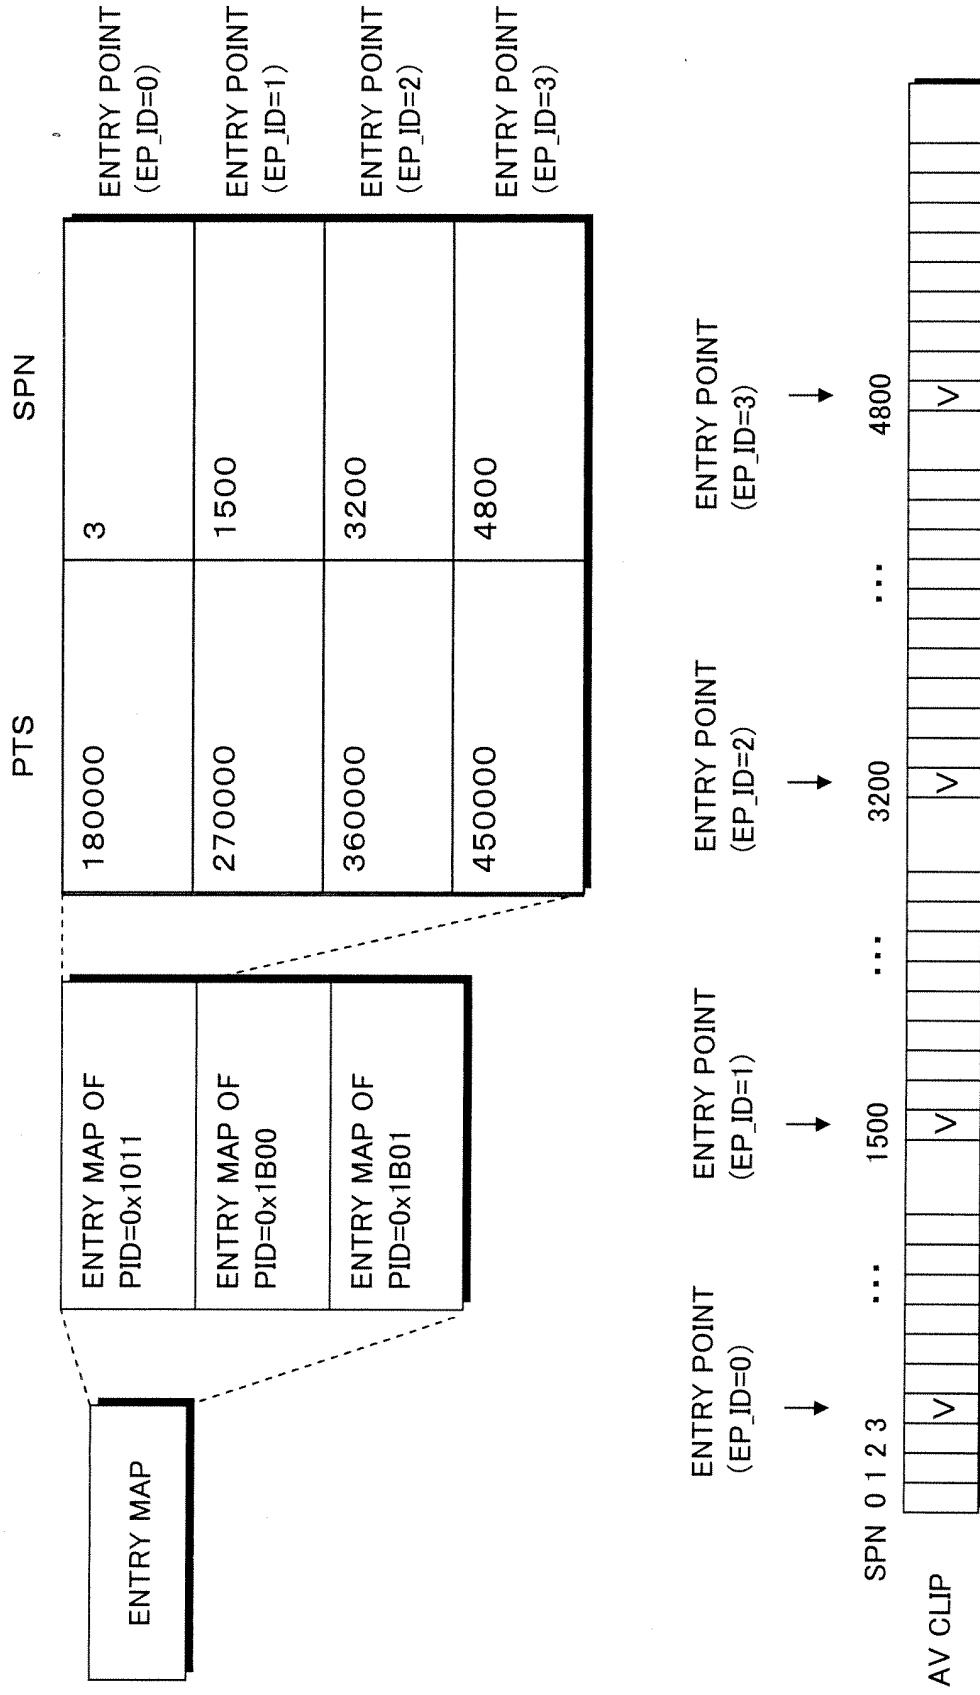 PTS
SPN
180000
3
ENTRY POINT
(EP_ID=0)
270000
1500
ENTRY POINT
(EP_ID=1)
360000
3200
ENTRY POINT
(EP_ID=2)
450000
4800
ENTRY POINT
(EP_ID=3)
ENTRY MAP
ENTRY MAP OF
PID=0x1011
ENTRY MAP OF
PID=0x1B00
ENTRY MAP OF
PID=0x1B01
ENTRY POINT
(EP_ID=0)
ENTRY POINT
(EP_ID=1)
ENTRY POINT
(EP_ID=2)
ENTRY POINT
(EP_ID=3)
SPN 0 1 2 3 ... 1500 ... 3200 ... 4800
AV CLIP
V V V V